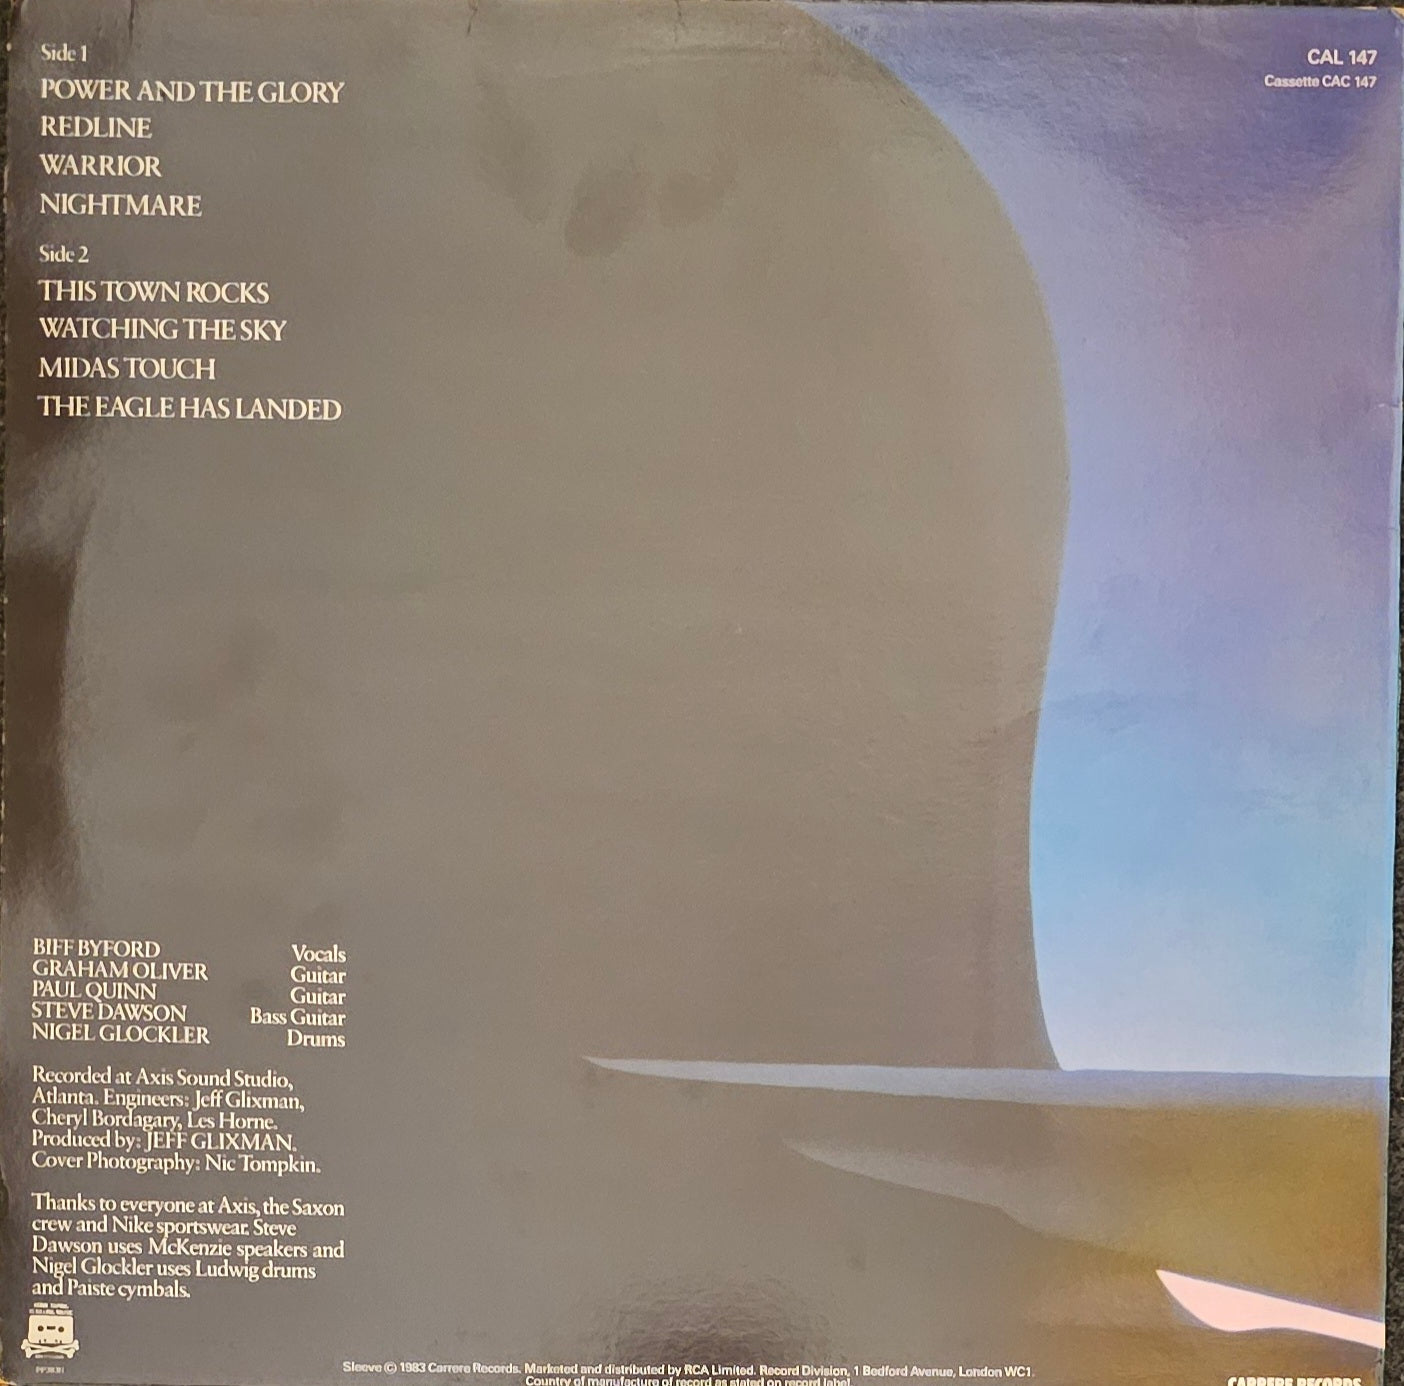 Side 1
POWER AND THE GLORY
REDLINE
WARRIOR
NIGHTMARE
Side 2
THIS TOWN ROCKS
WATCHING THE SKY
MIDAS TOUCH
THE EAGLE HAS LANDED
CAL 147
Cassette CAC 147
BIFF BYFORD Vocals
GRAHAM OLIVER Guitar
PAUL QUINN Guitar
STEVE DAWSON Bass Guitar
NIGEL GLOCKLER Drums
Recorded at Axis Sound Studio,
Atlanta. Engineers: Jeff Glixman,
Cheryl Bordagary, Les Horne.
Produced by: JEFF GLIXMAN.
Cover Photography: Nic Tompkin.
Thanks to everyone at Axis, the Saxon
crew and Nike sportswear. Steve
Dawson uses McKenzie speakers and
Nigel Glockler uses Ludwig drums
and Paiste cymbals.
Sleeve © 1983 Carrere Records. Marketed and distributed by RCA Limited. Record Division, 1 Bedford Avenue, London WC1.
Country of manufacture of record as stated on record label
CARRERE RECORDS